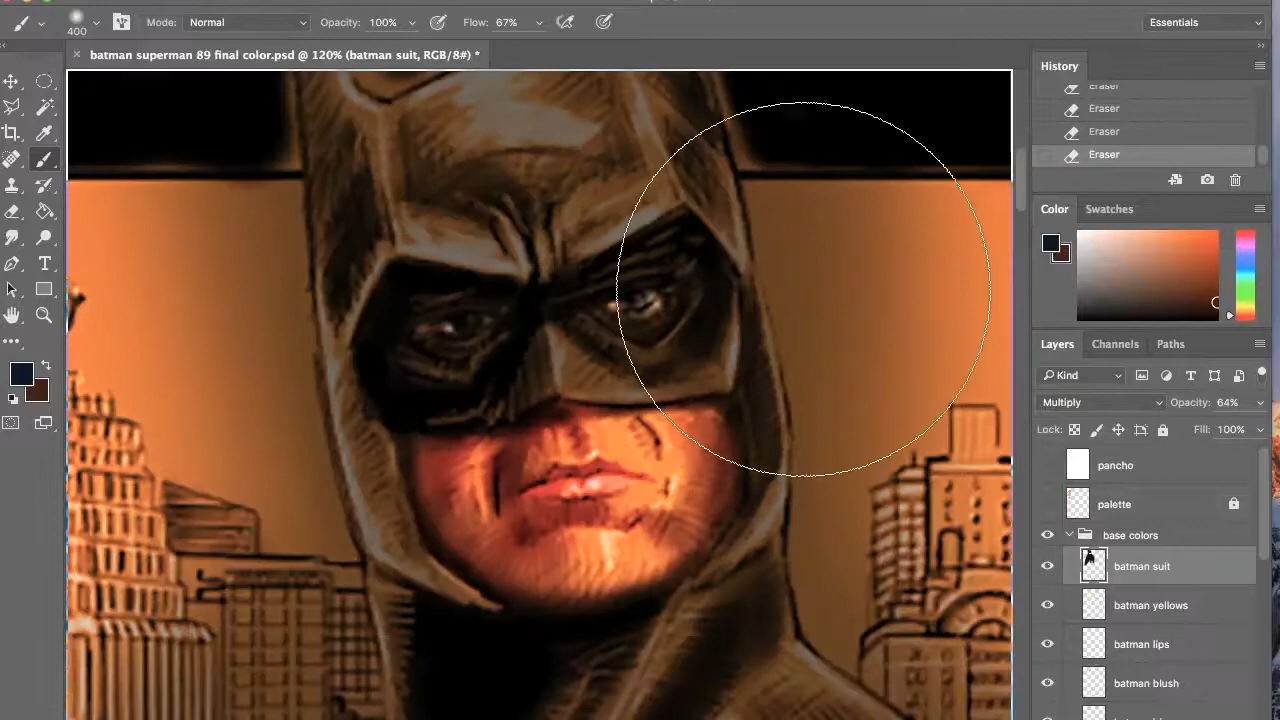 400
Mode:
Normal
Opacity:
100%
Flow:
67%
Essentials
batman superman 89 final color.psd @ 120% (batman suit, RGB/8#) *
History
Eraser
Eraser
Eraser
Eraser
Color
Swatches
Layers
Channels
Paths
Kind
Multiply
Opacity:
64%
Lock:
Fill:
100%
pancho
palette
base colors
batman suit
batman yellows
batman lips
batman blush